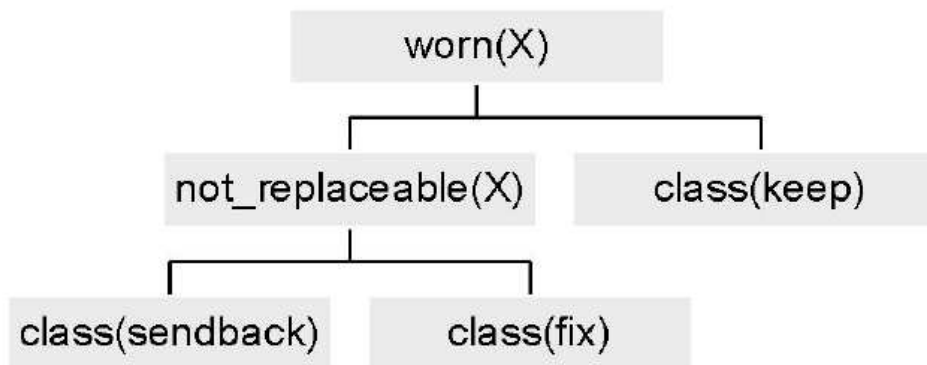 worn(X)
not_replaceable(X)
class(keep)
class(sendback)
class(fix)